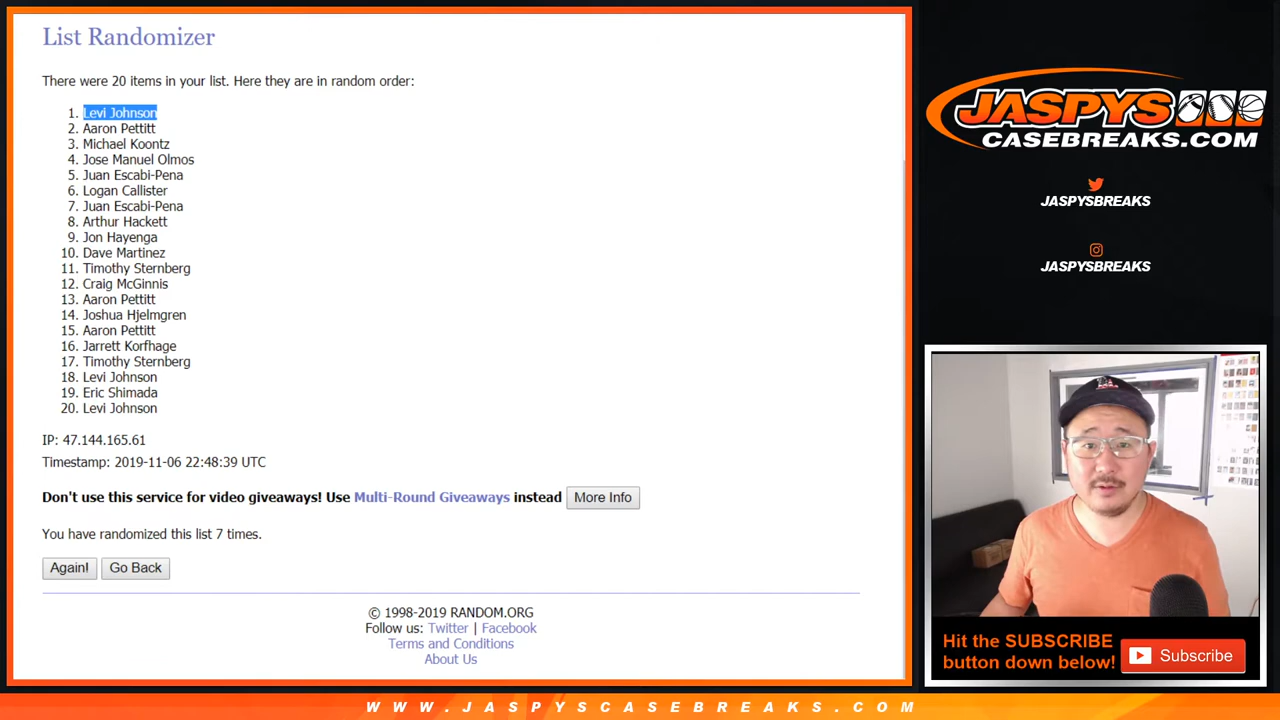 List Randomizer
There were 20 items in your list. Here they are in random order:
1. Levi Johnson
2. Aaron Pettitt
3. Michael Koontz
4. Jose Manuel Olmos
5. Juan Escabi-Pena
6. Logan Callister
7. Juan Escabi-Pena
8. Arthur Hackett
9. Jon Hayenga
10. Dave Martinez
11. Timothy Sternberg
12. Craig McGinnis
13. Aaron Pettitt
14. Joshua Hjelmgren
15. Aaron Pettitt
16. Jarrett Korfhage
17. Timothy Sternberg
18. Levi Johnson
19. Eric Shimada
20. Levi Johnson
IP: 47.144.165.61
Timestamp: 2019-11-06 22:48:39 UTC
Don't use this service for video giveaways! Use Multi-Round Giveaways instead More Info
You have randomized this list 7 times.
Again! Go Back
© 1998-2019 RANDOM.ORG
Follow us: Twitter | Facebook
Terms and Conditions
About Us
JASPYS
CASEBREAKS.COM
JASPYSBREAKS
JASPYSBREAKS
Hit the SUBSCRIBE
button down below!
Subscribe
WWW.JASPYSCASEBREAKS.COM